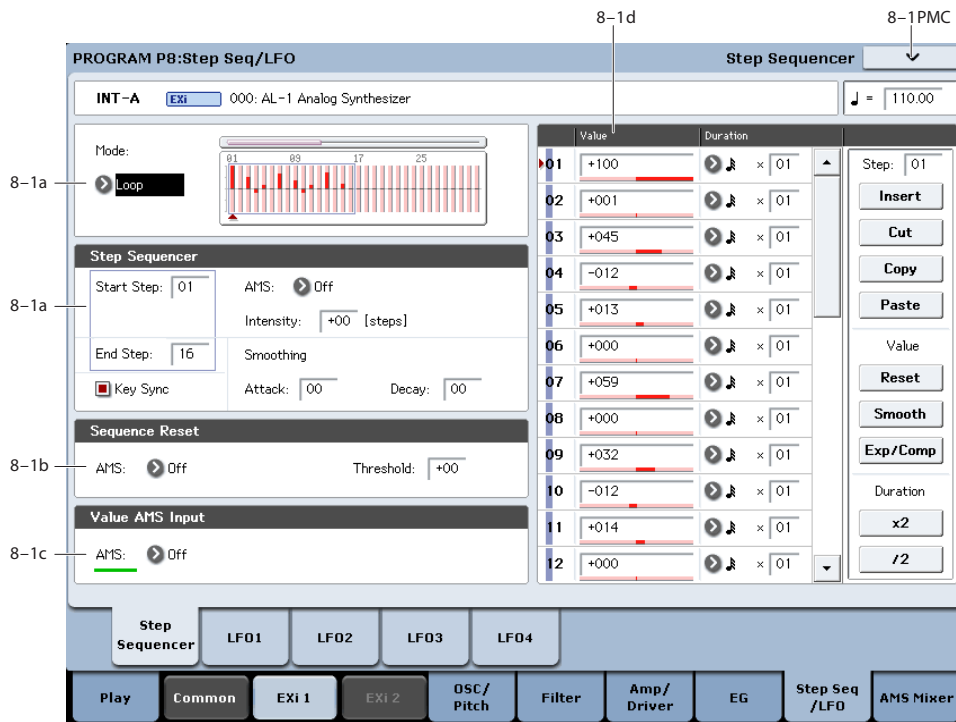 8–1d
8–1PMC
PROGRAM P8:Step Seq/LFO
Step Sequencer
INT-A
EXi
000: AL-1 Analog Synthesizer
♩ = 110.00
8–1a
Mode:
Loop
01 09 17 25
Step Sequencer
8–1a
Start Step: 01
AMS: Off
Intensity: +00 [steps]
End Step: 16
Smoothing
Key Sync
Attack: 00
Decay: 00
Sequence Reset
8–1b
AMS: Off
Threshold: +00
Value AMS Input
8–1c
AMS: Off
Value Duration
01 +100 × 01
02 +001 × 01
03 +045 × 01
04 -012 × 01
05 +013 × 01
06 +000 × 01
07 +059 × 01
08 +000 × 01
09 +032 × 01
10 -012 × 01
11 +014 × 01
12 +000 × 01
Step: 01
Insert
Cut
Copy
Paste
Value
Reset
Smooth
Exp/Comp
Duration
x2
/2
Step
Sequencer
LFO1
LFO2
LFO3
LFO4
Play
Common
EXi 1
EXi 2
OSC/
Pitch
Filter
Amp/
Driver
EG
Step Seq
/LFO
AMS Mixer